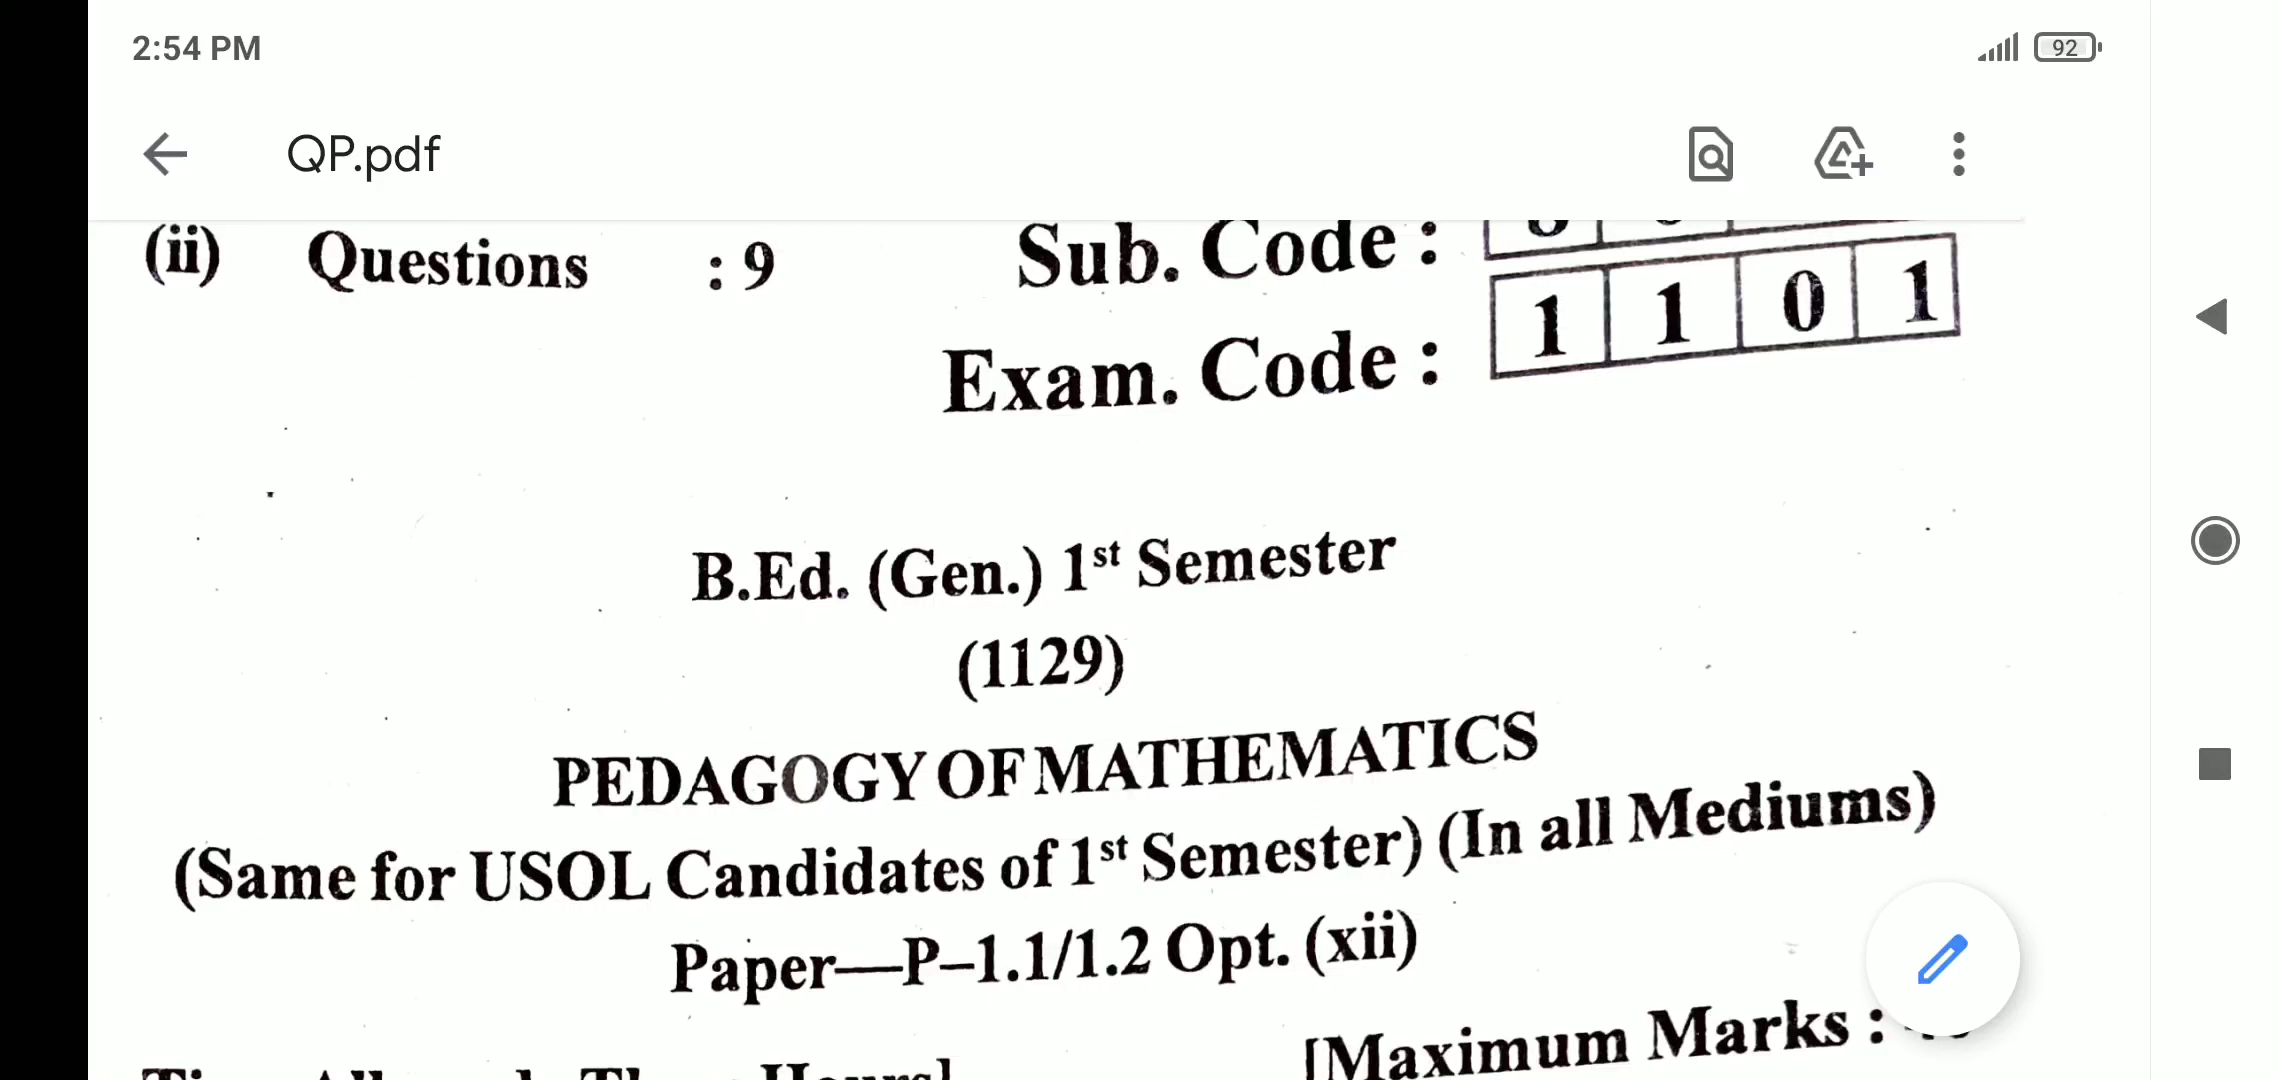 2:54 PM
92
QP.pdf
(ii) Questions : 9
Sub. Code :
Exam. Code : 1 1 0 1
B.Ed. (Gen.) 1st Semester
(1129)
PEDAGOGY OF MATHEMATICS
(Same for USOL Candidates of 1st Semester) (In all Mediums)
Paper—P–1.1/1.2 Opt. (xii)
[Maximum Marks :